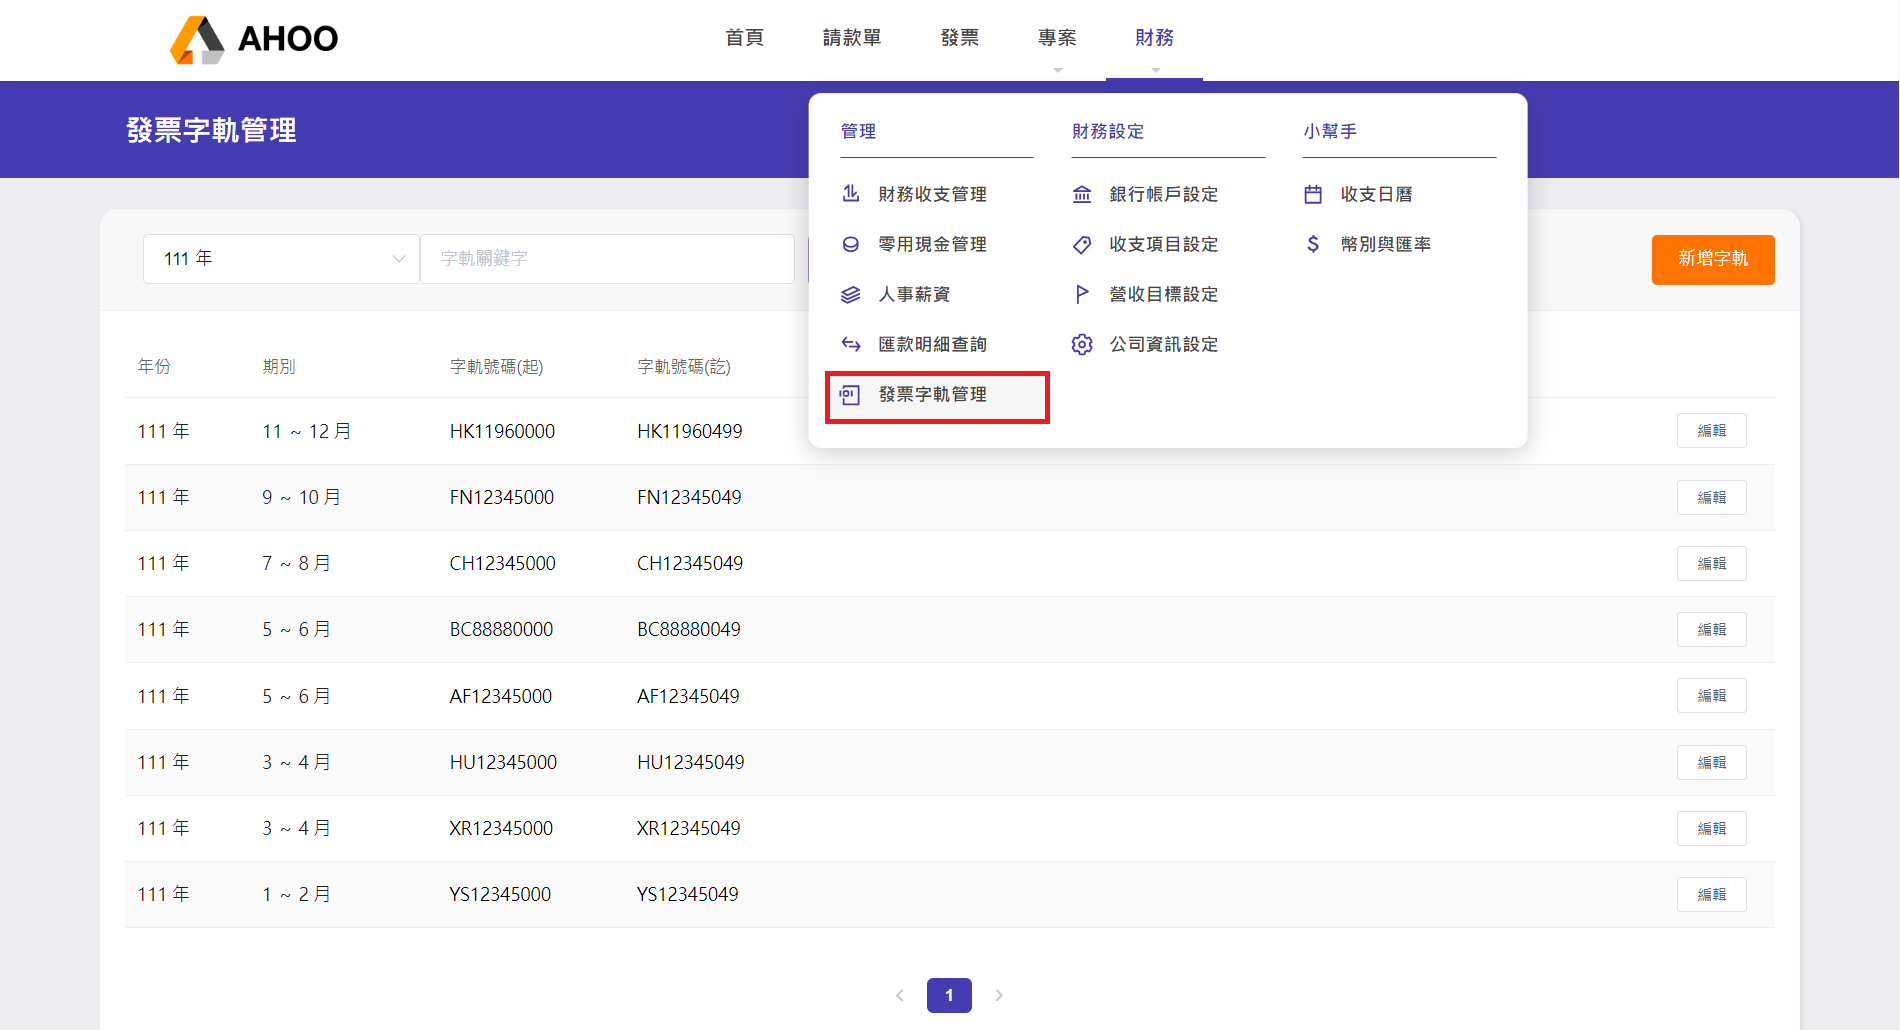 AHOO
首頁 請款單 發票 專案 財務
發票字軌管理
管理 財務設定 小幫手
財務收支管理 銀行帳戶設定 收支日曆
零用現金管理 收支項目設定 幣別與匯率
人事薪資 營收目標設定
匯款明細查詢 公司資訊設定
發票字軌管理
111 年 字軌關鍵字 新增字軌
年份 期別 字軌號碼(起) 字軌號碼(訖)
111 年 11 ~ 12 月 HK11960000 HK11960499 編輯
111 年 9 ~ 10 月 FN12345000 FN12345049 編輯
111 年 7 ~ 8 月 CH12345000 CH12345049 編輯
111 年 5 ~ 6 月 BC88880000 BC88880049 編輯
111 年 5 ~ 6 月 AF12345000 AF12345049 編輯
111 年 3 ~ 4 月 HU12345000 HU12345049 編輯
111 年 3 ~ 4 月 XR12345000 XR12345049 編輯
111 年 1 ~ 2 月 YS12345000 YS12345049 編輯
1